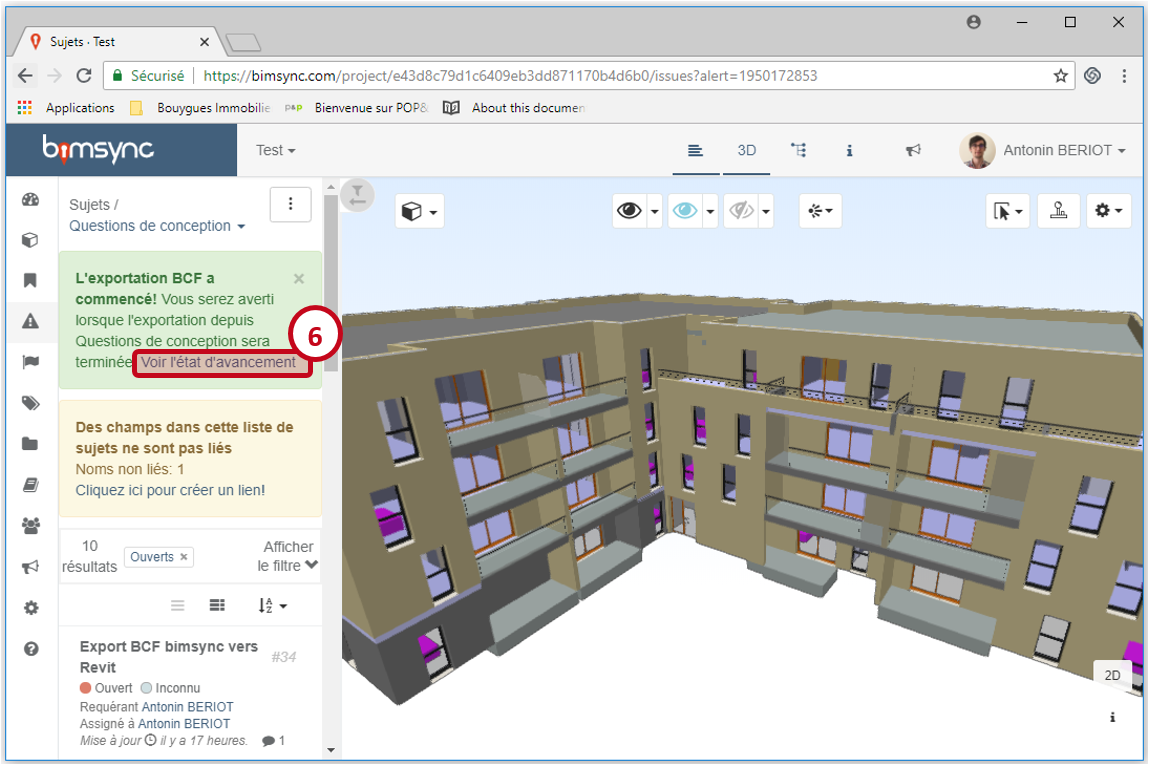 Sujets · Test
Sécurisé
https://bimsync.com/project/e43d8c79d1c6409eb3dd871170b4d6b0/issues?alert=1950172853
Applications
Bouygues Immobilie
P&P
Bienvenue sur POP&
About this documen
bimsync
Test
3D
Antonin BERIOT
Sujets /
Questions de conception
L'exportation BCF a
commencé! Vous serez averti
lorsque l'exportation depuis
Questions de conception sera
terminée Voir l'état d'avancement
6
Des champs dans cette liste de
sujets ne sont pas liés
Noms non liés: 1
Cliquez ici pour créer un lien!
10
résultats
Ouverts ×
Afficher
le filtre
Export BCF bimsync vers
Revit
#34
Ouvert Inconnu
Requérant Antonin BERIOT
Assigné à Antonin BERIOT
Mise à jour il y a 17 heures. 1
2D